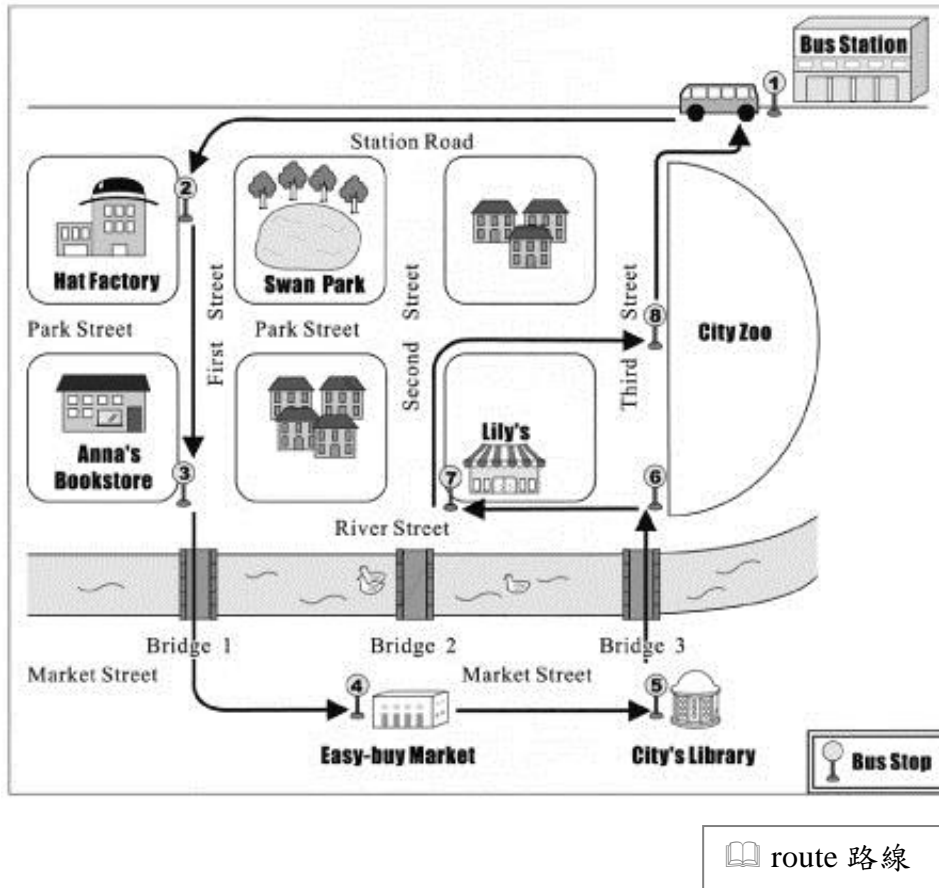 Bus Station
1
Station Road
2
Hat Factory
Swan Park
First Street
Second Street
Third Street
Park Street
Park Street
8
City Zoo
Anna's
Bookstore
3
Lily's
7
6
River Street
Bridge 1
Bridge 2
Bridge 3
Market Street
Market Street
4
5
Easy-buy Market
City's Library
Bus Stop
route 路線